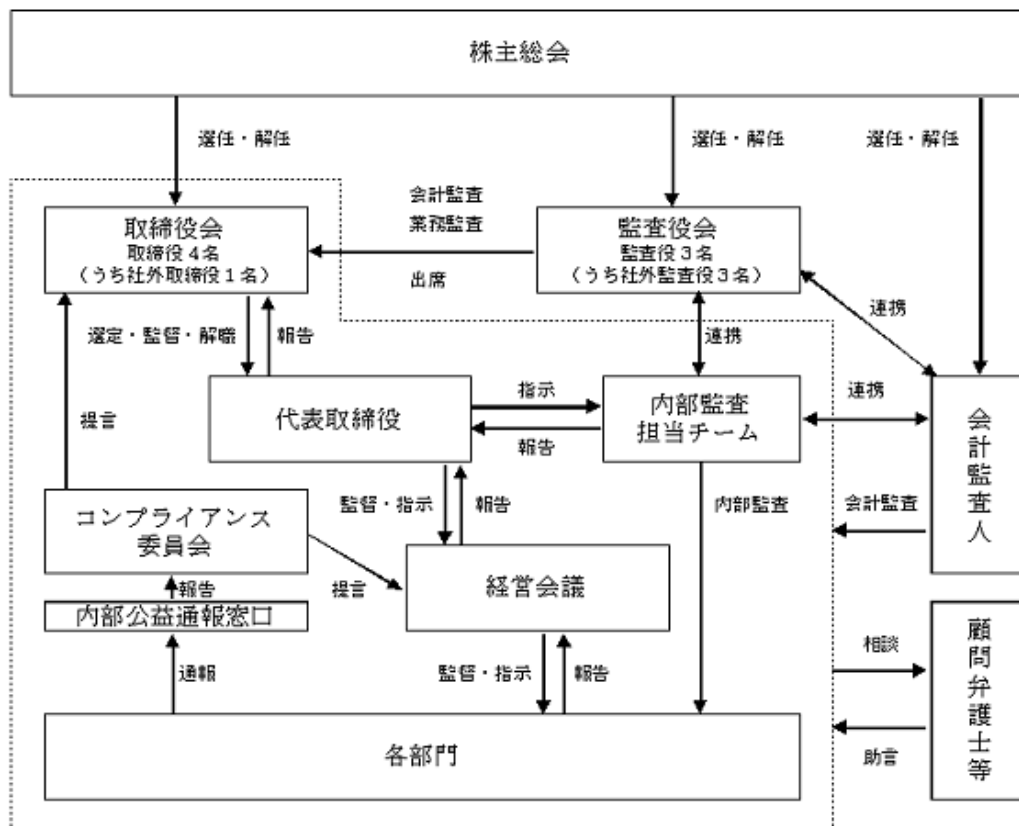 株主総会
選任・解任
選任・解任
選任・解任
会計監査
業務監査
出席
取締役会
取締役4名
(うち社外取締役1名)
監査役会
監査役3名
(うち社外監査役3名)
選定・監督・解職
報告
連携
連携
提言
代表取締役
指示
報告
内部監査
担当チーム
連携
会計監査人
監督・指示
報告
内部監査
会計監査
コンプライアンス
委員会
提言
経営会議
報告
内部公益通報窓口
通報
監督・指示
報告
相談
助言
顧問弁護士等
各部門